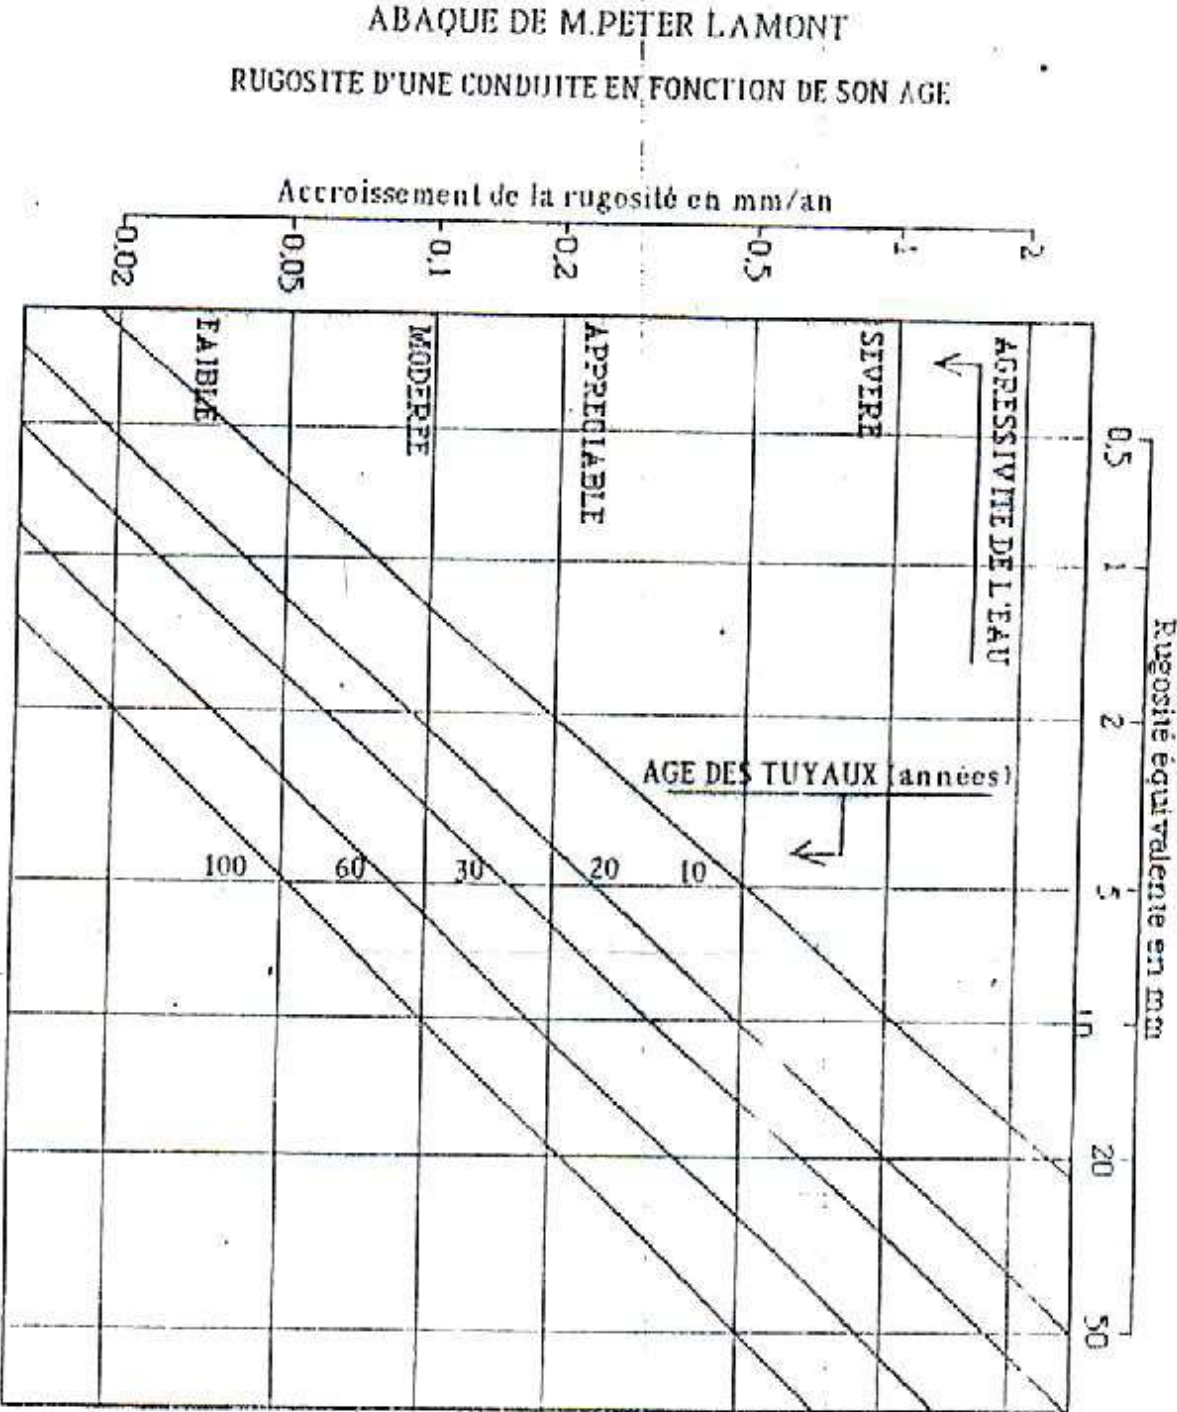 ABAQUE DE M.PETER LAMONT
RUGOSITE D'UNE CONDUITE EN FONCTION DE SON AGE
Accroissement de la rugosité en mm/an
0.02
0.05
0.1
0.2
0.5
1
2
FAIBLE
MODEREE
APPRECIABLE
SEVERE
AGRESSIVITE DE L'EAU
0.5
1
2
5
10
20
50
Rugosité équivalente en mm
AGE DES TUYAUX (années)
100
60
30
20
10